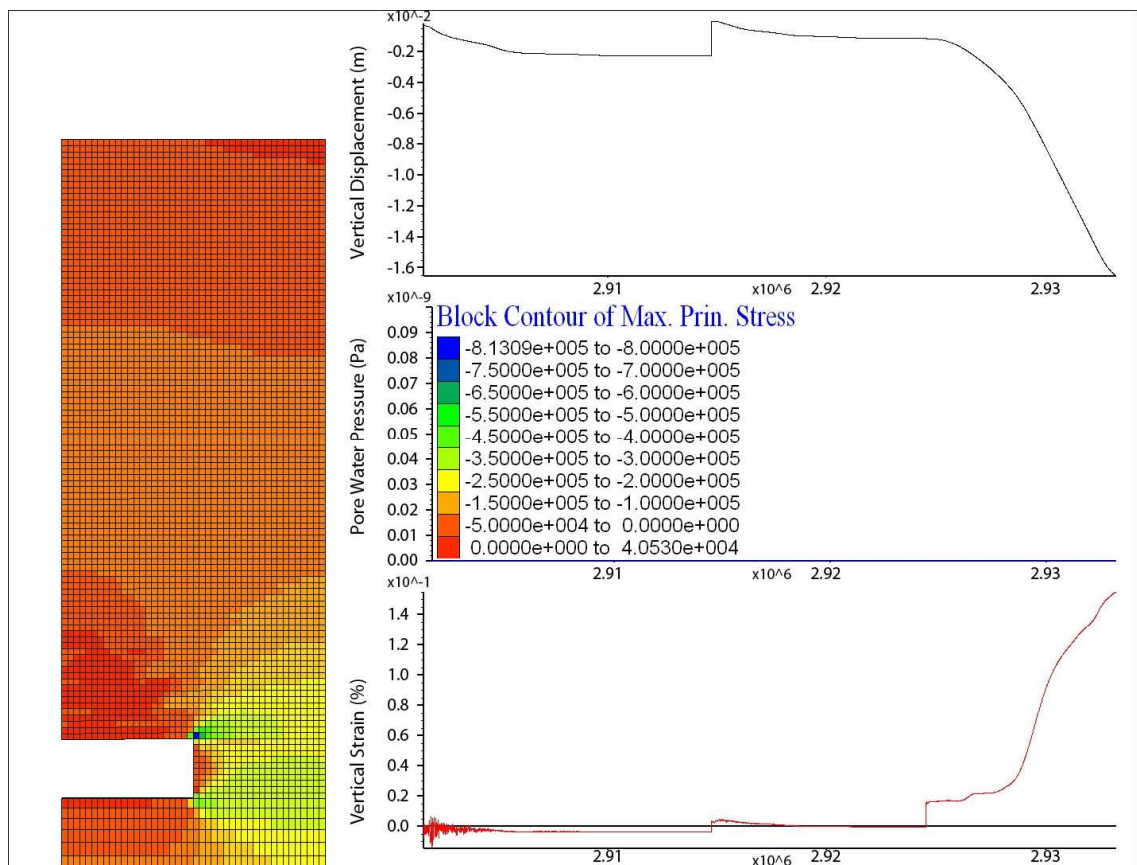 x10^-2
-0.2
-0.4
-0.6
-0.8
-1.0
-1.2
-1.4
-1.6
Vertical Displacement (m)
2.91
x10^6
2.92
2.93
x10^-9
0.09
0.08
0.07
0.06
0.05
0.04
0.03
0.02
0.01
0.00
Pore Water Pressure (Pa)
Block Contour of Max. Prin. Stress
-8.1309e+005 to -8.0000e+005
-7.5000e+005 to -7.0000e+005
-6.5000e+005 to -6.0000e+005
-5.5000e+005 to -5.0000e+005
-4.5000e+005 to -4.0000e+005
-3.5000e+005 to -3.0000e+005
-2.5000e+005 to -2.0000e+005
-1.5000e+005 to -1.0000e+005
-5.0000e+004 to 0.0000e+000
0.0000e+000 to 4.0530e+004
2.91
x10^6
2.92
2.93
x10^-1
1.4
1.2
1.0
0.8
0.6
0.4
0.2
0.0
Vertical Strain (%)
2.91
x10^6
2.92
2.93